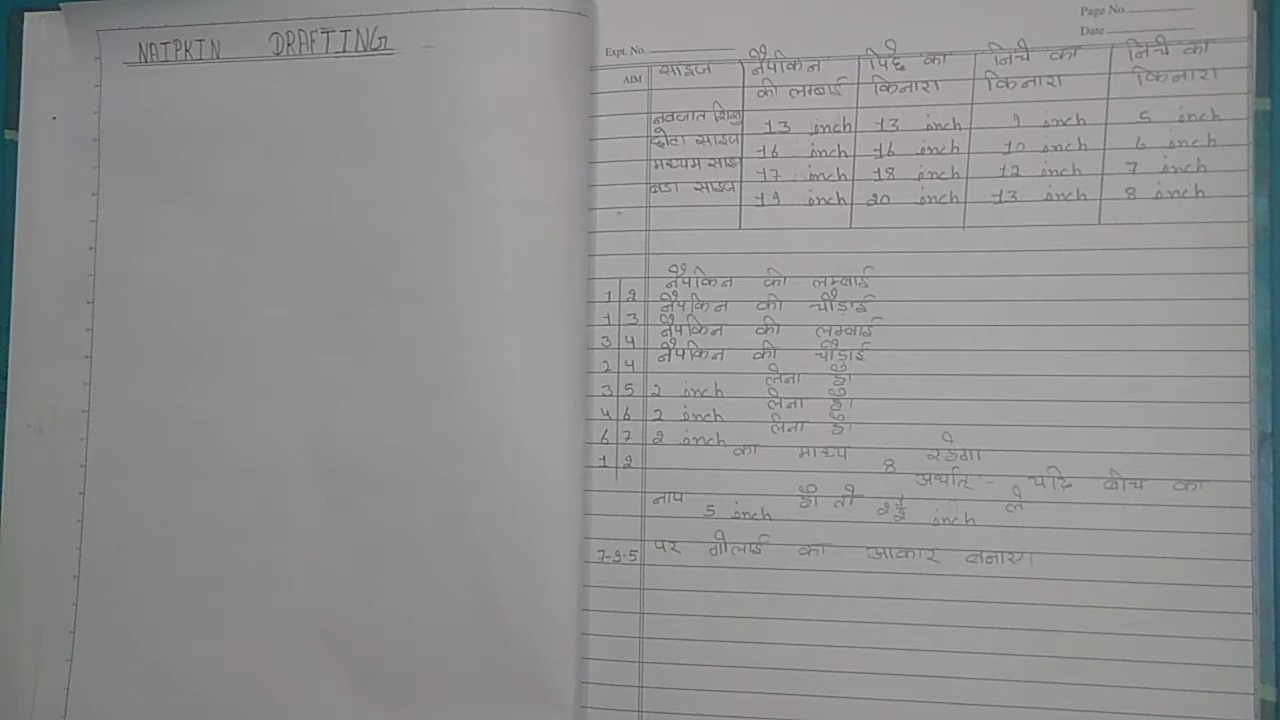 NAIPKIN DRAFTING
Page No.
Date
Expt. No.
AIM
साइज नैपकिन पिछे का निचे का निचे का
की लम्बाई किनारा किनारा किनारा
नवजात शिशु 13 inch 13 inch 9 inch 5 inch
छोटा साइज 16 inch 16 inch 10 inch 6 inch
मध्यम साइज 17 inch 18 inch 12 inch 7 inch
बडा साइज 19 inch 20 inch 13 inch 8 inch
1 2 नैपकिन की लम्बाई
1 3 नैपकिन की चौड़ाई
3 4 नैपकिन की लम्बाई
2 4 नैपकिन की चौड़ाई
3 5 2 inch लेना है।
4 6 2 inch लेना है।
6 7 2 inch लेना है।
1 2 का माध्य 8 रहेगा
अर्थात् - यदि बीच का
नाप 5 inch हो तो 2½ inch ले
7-9-5 पर गोलाई का आकार बनाए।